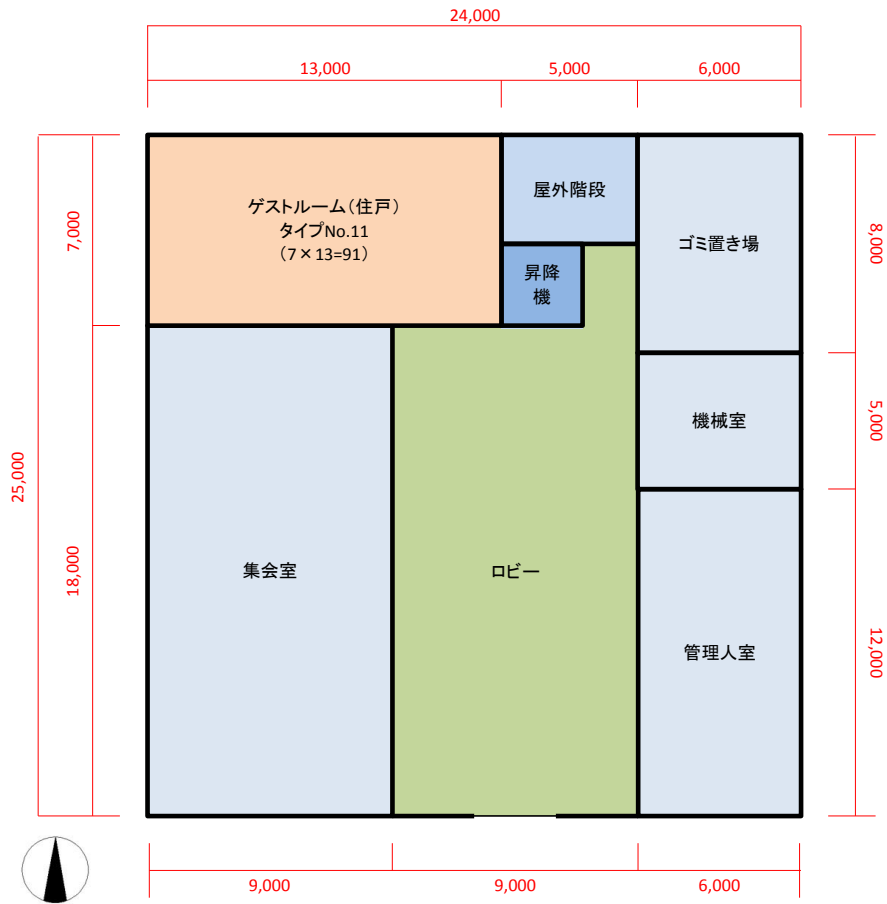 24,000
13,000
5,000
6,000
ゲストルーム(住戸)
タイプNo.11
(7×13=91)
屋外階段
ゴミ置き場
昇降
機
機械室
集会室
ロビー
管理人室
7,000
18,000
25,000
8,000
5,000
12,000
9,000
9,000
6,000